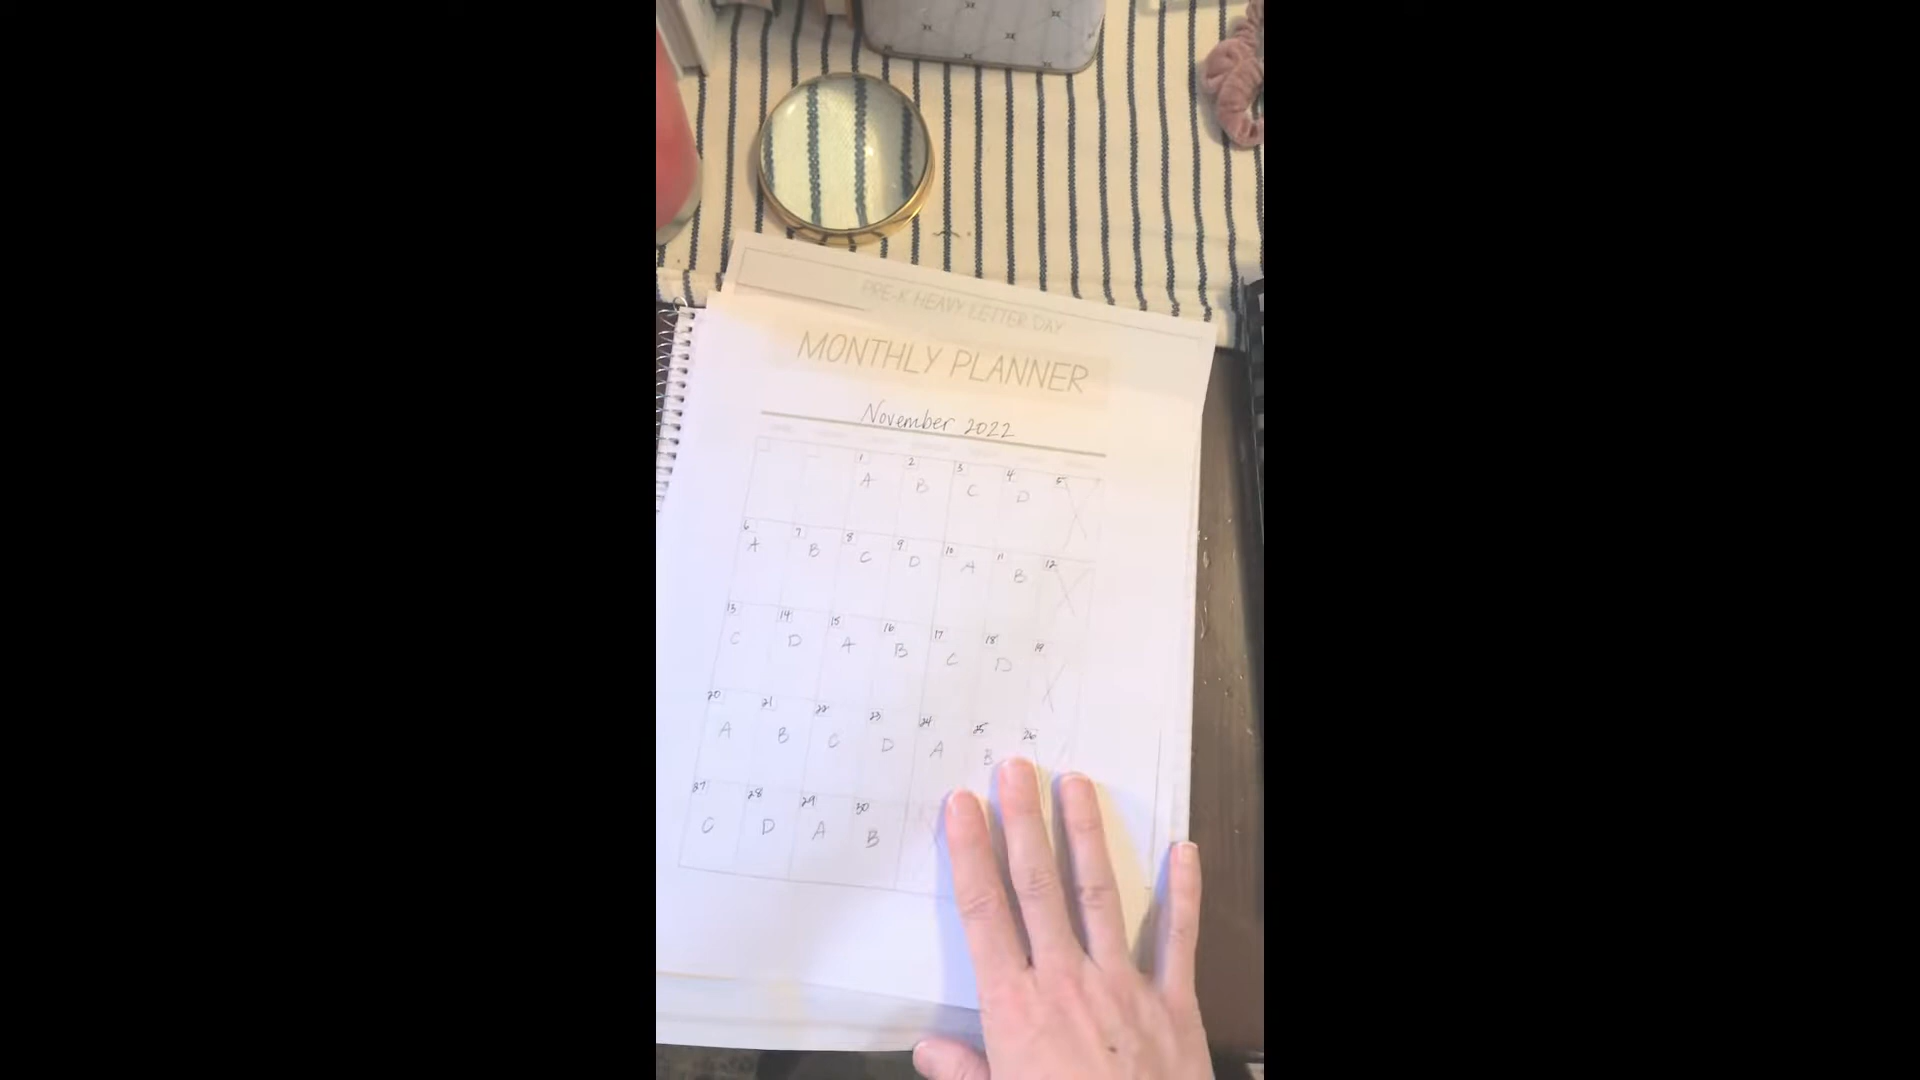 PRE-K HEAVY LETTER DAY
MONTHLY PLANNER
November 2022
1 2 3 4 5
A B C D X
6 7 8 9 10 11 12
A B C D A B X
13 14 15 16 17 18 19
C D A B C D X
20 21 22 23 24 25 26
A B C D A B
27 28 29 30
C D A B